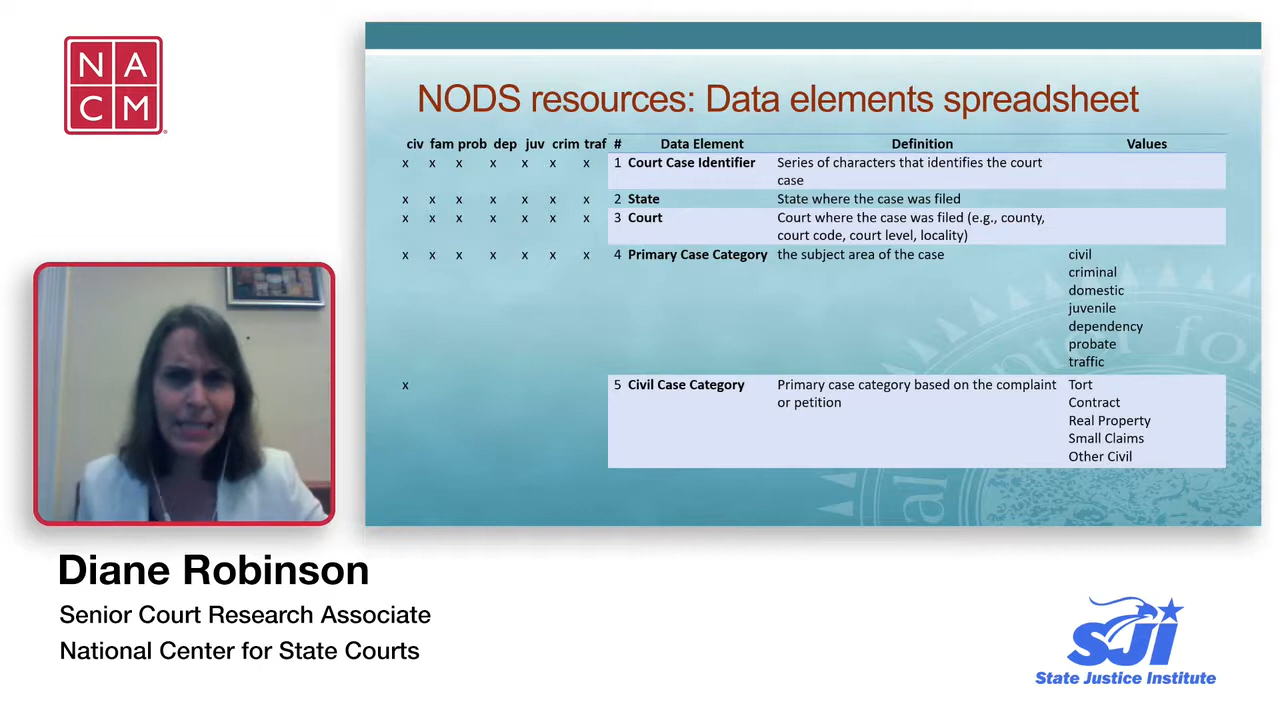 NA
CM
NODS resources: Data elements spreadsheet
civ fam prob dep juv crim traf # Data Element Definition Values
x x x x x x x 1 Court Case Identifier Series of characters that identifies the court
case
x x x x x x x 2 State State where the case was filed
x x x x x x x 3 Court Court where the case was filed (e.g., county,
court code, court level, locality)
x x x x x x x 4 Primary Case Category the subject area of the case civil
criminal
domestic
juvenile
dependency
probate
traffic
x 5 Civil Case Category Primary case category based on the complaint Tort
or petition Contract
Real Property
Small Claims
Other Civil
Diane Robinson
Senior Court Research Associate
National Center for State Courts
SJI
State Justice Institute